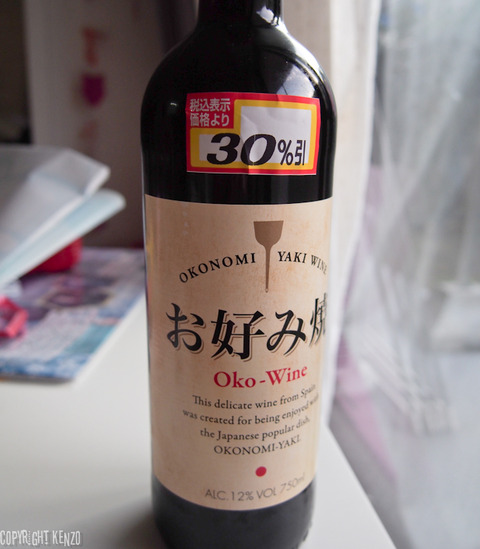 税込表示
価格より
30%引
OKONOMI YAKI WINE
お好み焼
Oko-Wine
This delicate wine from Spain
was created for being enjoyed with
the Japanese popular dish,
OKONOMI-YAKI.
ALC.12% VOL 750ml
COPYRIGHT KENZO